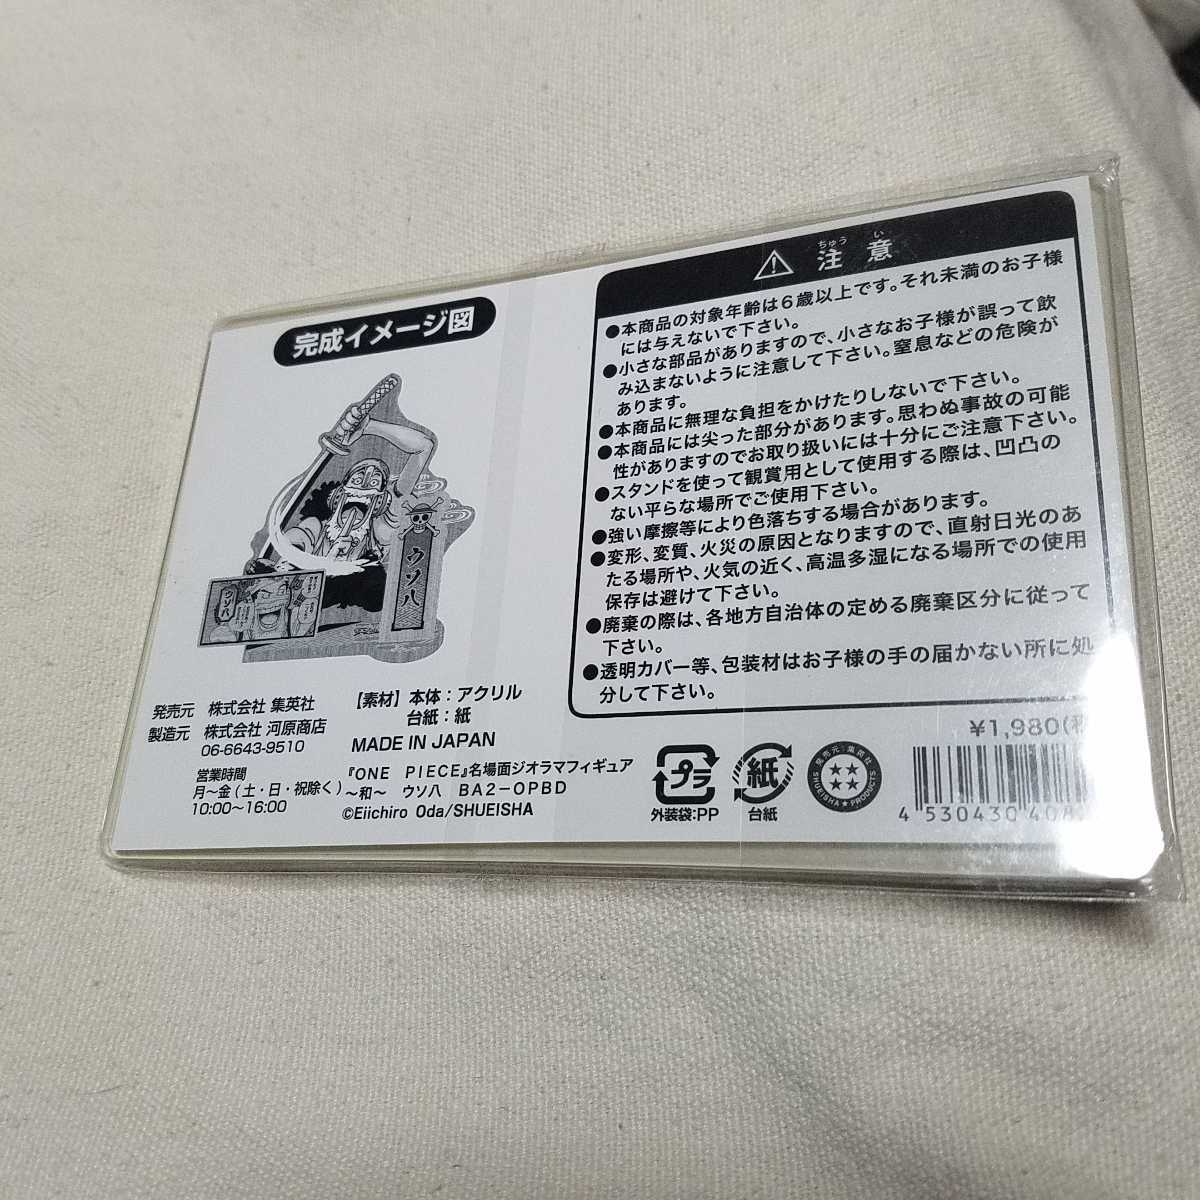 完成イメージ図
ウソ八
ウソハ
発売元 株式会社 集英社
製造元 株式会社 河原商店
06-6643-9510
営業時間
月～金(土・日・祝除く)
10:00～16:00
【素材】本体：アクリル
台紙：紙
MADE IN JAPAN
『ONE PIECE』名場面ジオラマフィギュア
～和～ ウソ八 BA2-OPBD
©Eiichiro Oda/SHUEISHA
ちゅう い
注意
●本商品の対象年齢は6歳以上です。それ未満のお子様
には与えないで下さい。
●小さな部品がありますので、小さなお子様が誤って飲
み込まないように注意して下さい。窒息などの危険が
あります。
●本商品に無理な負担をかけたりしないで下さい。
●本商品には尖った部分があります。思わぬ事故の可能
性がありますのでお取り扱いには十分にご注意下さい。
●スタンドを使って観賞用として使用する際は、凹凸の
ない平らな場所でご使用下さい。
●強い摩擦等により色落ちする場合があります。
●変形、変質、火災の原因となりますので、直射日光のあ
たる場所や、火気の近く、高温多湿になる場所での使用
保存は避けて下さい。
●廃棄の際は、各地方自治体の定める廃棄区分に従って
下さい。
●透明カバー等、包装材はお子様の手の届かない所に処
分して下さい。
¥1,980(税
プラ
外装袋:PP
紙
台紙
発売元：集英社
SHUEISHA PRODUCTS
4 530430 408